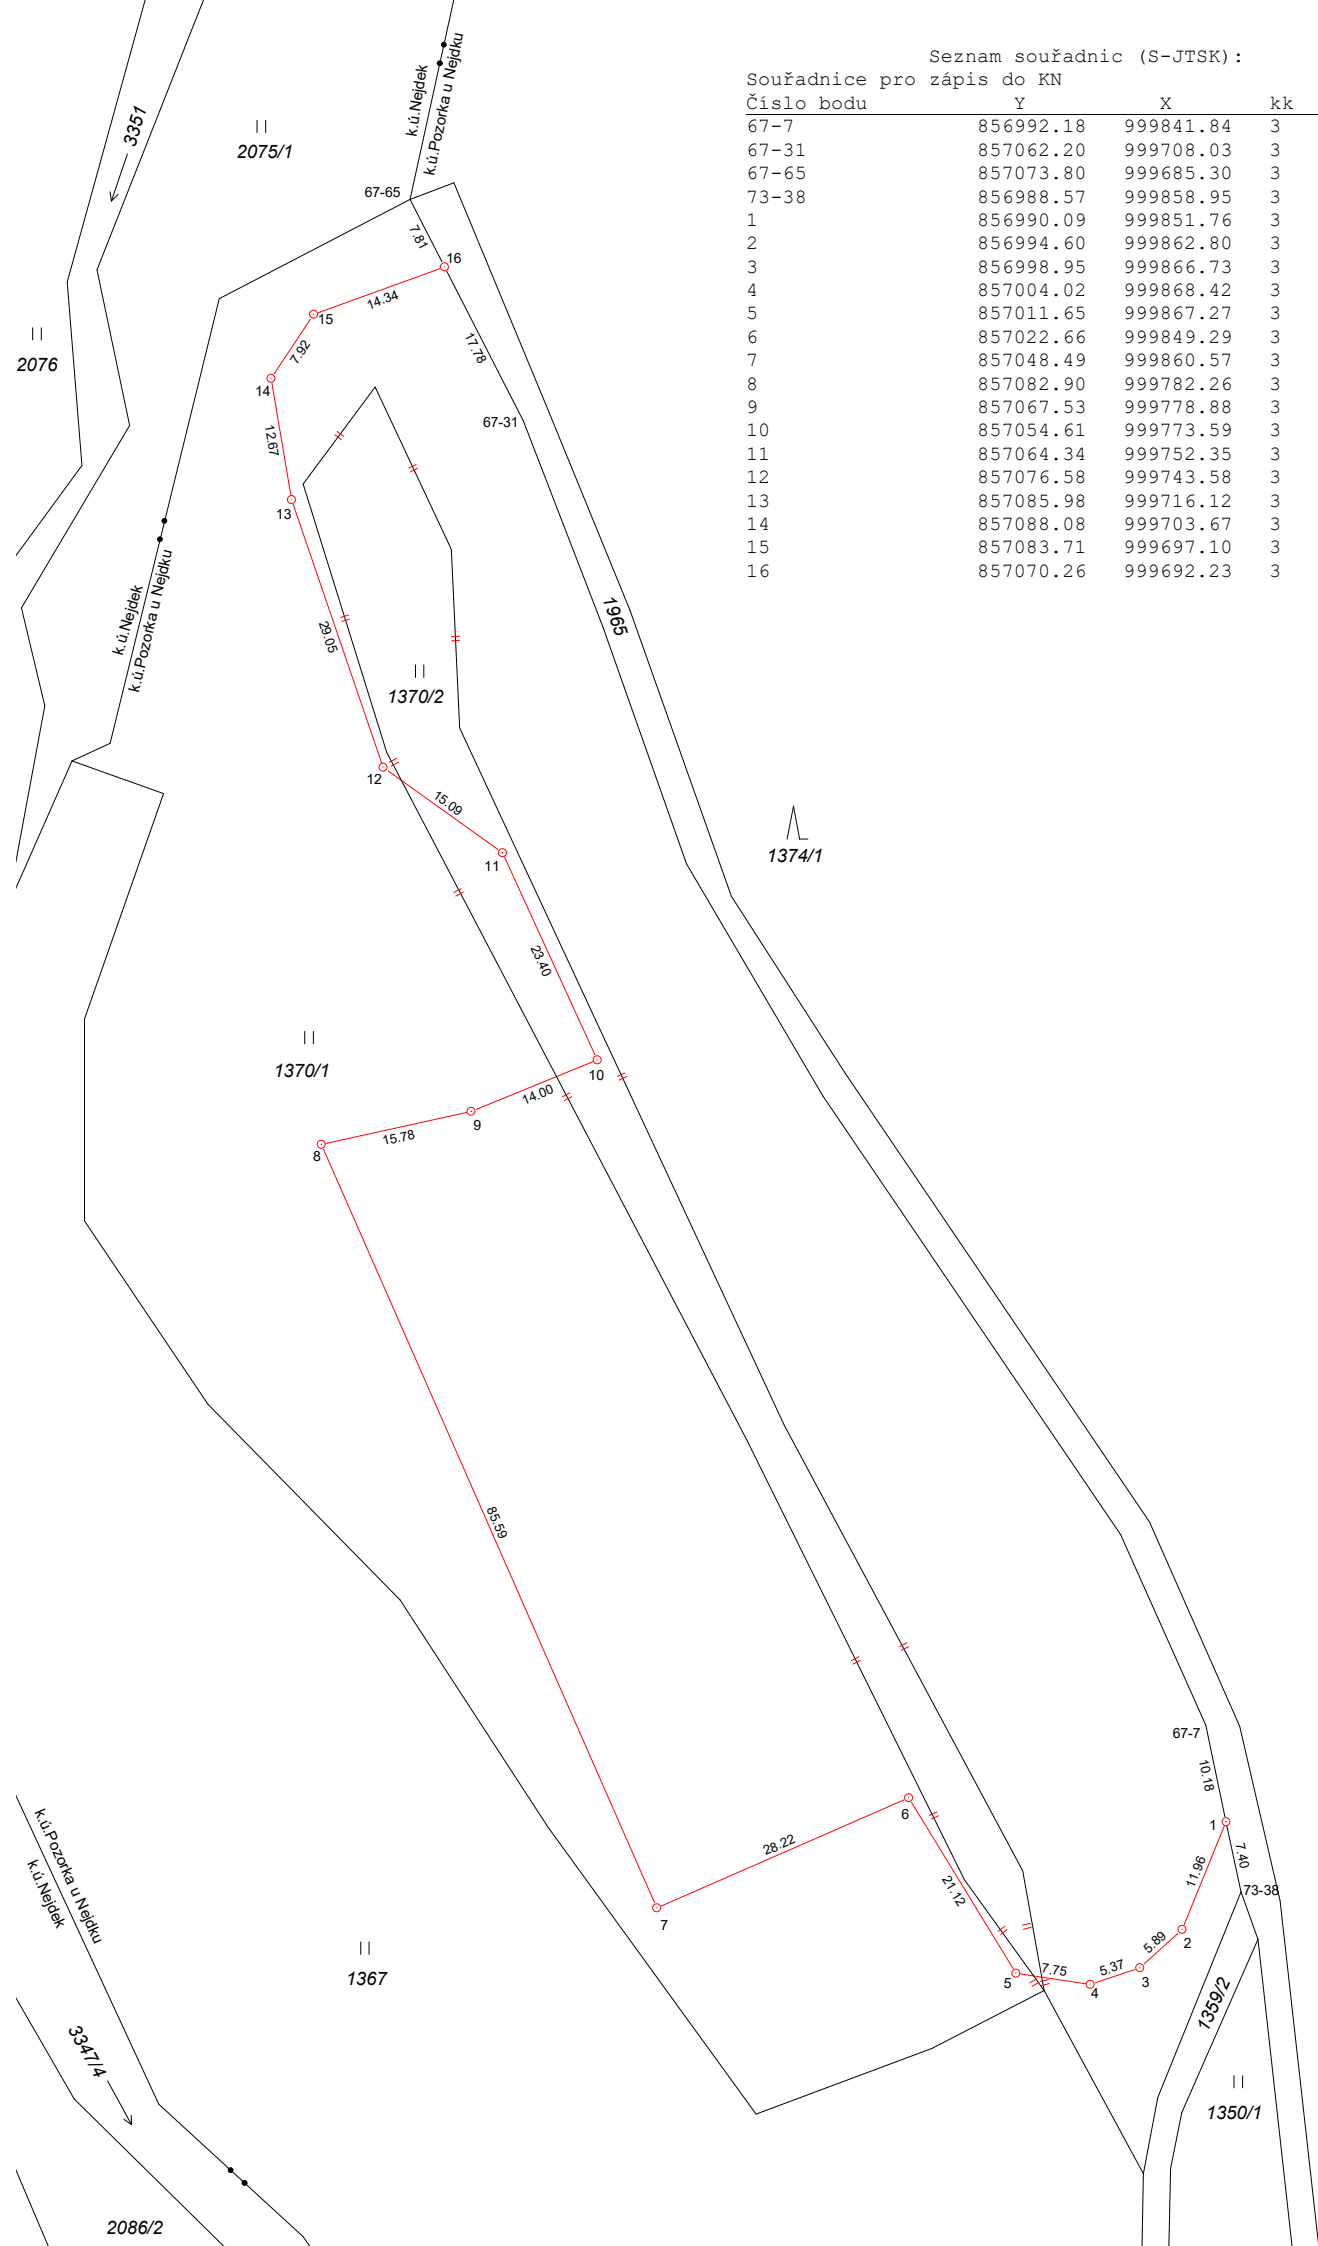 Seznam souřadnic (S-JTSK):
Souřadnice pro zápis do KN
Číslo bodu Y X kk
67-7 856992.18 999841.84 3
67-31 857062.20 999708.03 3
67-65 857073.80 999685.30 3
73-38 856988.57 999858.95 3
1 856990.09 999851.76 3
2 856994.60 999862.80 3
3 856998.95 999866.73 3
4 857004.02 999868.42 3
5 857011.65 999867.27 3
6 857022.66 999849.29 3
7 857048.49 999860.57 3
8 857082.90 999782.26 3
9 857067.53 999778.88 3
10 857054.61 999773.59 3
11 857064.34 999752.35 3
12 857076.58 999743.58 3
13 857085.98 999716.12 3
14 857088.08 999703.67 3
15 857083.71 999697.10 3
16 857070.26 999692.23 3
3351
2075/1
k.ú.Nejdek
k.ú.Pozorka u Nejdku
67-65
7.81
16
14.34
15
7.92
17.78
2076
14
12.67
67-31
13
k.ú.Nejdek
k.ú.Pozorka u Nejdku
29.05
1965
1370/2
12
15.09
11
1374/1
23.40
1370/1
10
14.00
9
15.78
8
85.59
67-7
10.18
6
1
28.22
7.40
11.96
21.12
73-38
k.ú.Pozorka u Nejdku
k.ú.Nejdek
7
2
5.89
1367
7.75
5.37
3
5
4
1359/2
3347/4
1350/1
2086/2